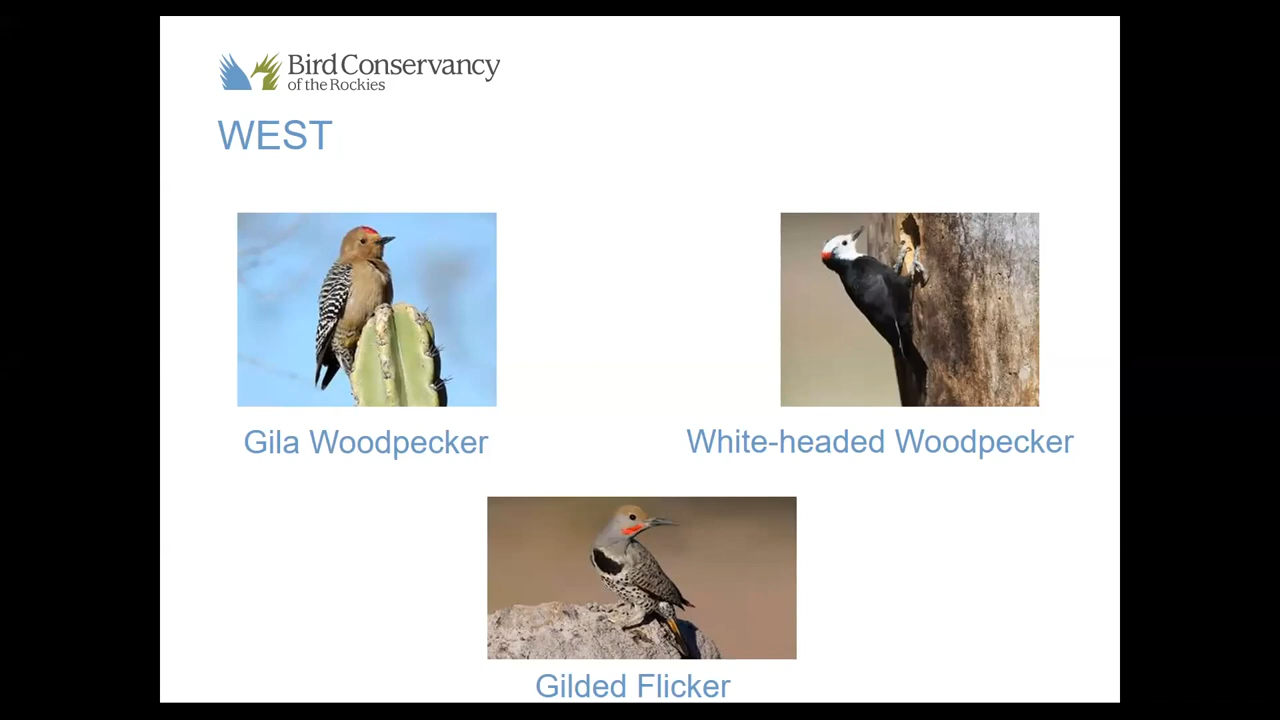 Bird Conservancy
of the Rockies
WEST
Gila Woodpecker
White-headed Woodpecker
Gilded Flicker